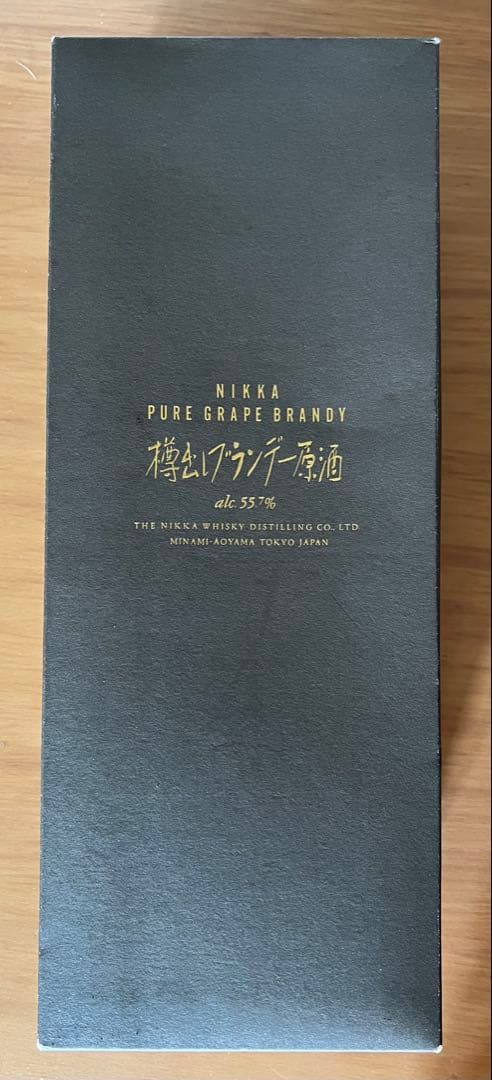 NIKKA
PURE GRAPE BRANDY
樽出しブランデー原酒
alc. 55.7%
THE NIKKA WHISKY DISTILLING CO., LTD
MINAMI-AOYAMA TOKYO JAPAN